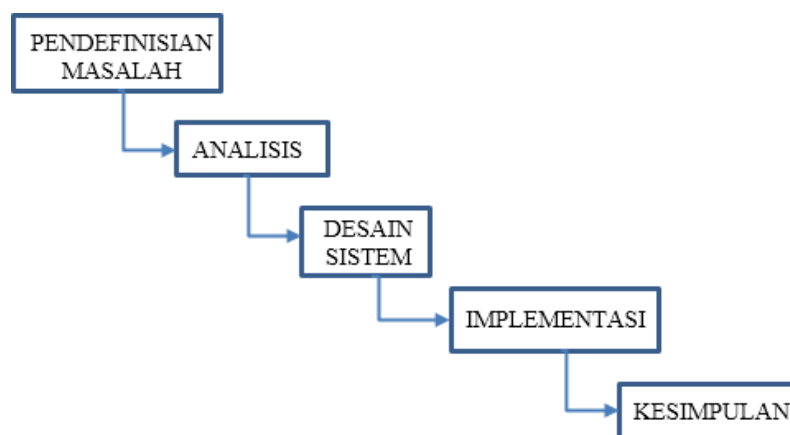 PENDEFINISIAN
MASALAH
ANALISIS
DESAIN
SISTEM
IMPLEMENTASI
KESIMPULAN